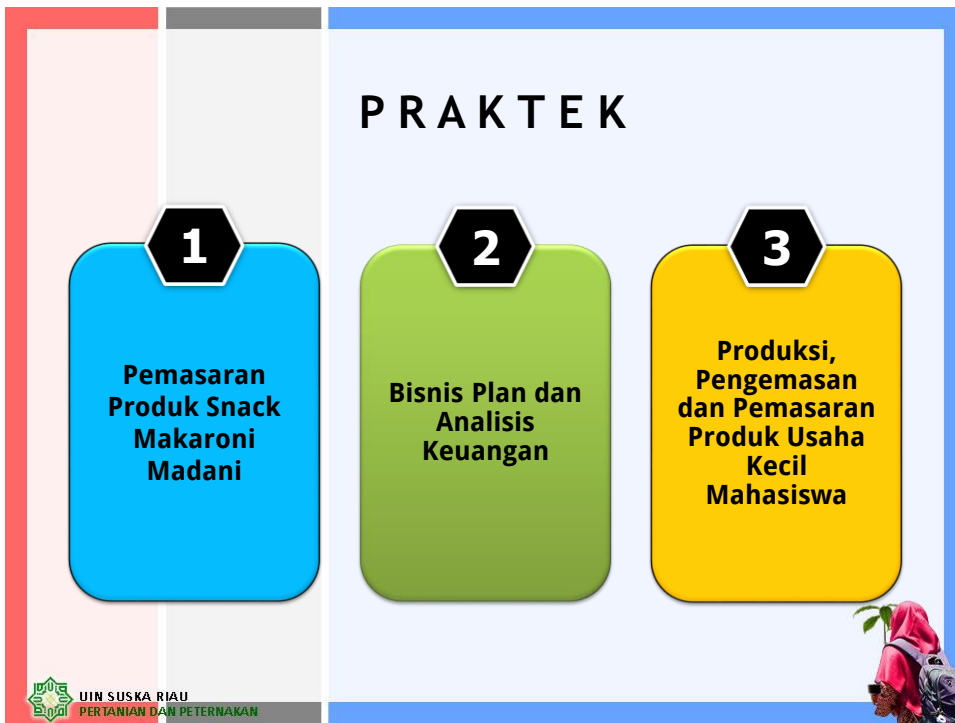 P R A K T E K
1
Pemasaran
Produk Snack
Makaroni
Madani
2
Bisnis Plan dan
Analisis
Keuangan
3
Produksi,
Pengemasan
dan Pemasaran
Produk Usaha
Kecil
Mahasiswa
UIN SUSKA RIAU
PERTANIAN DAN PETERNAKAN